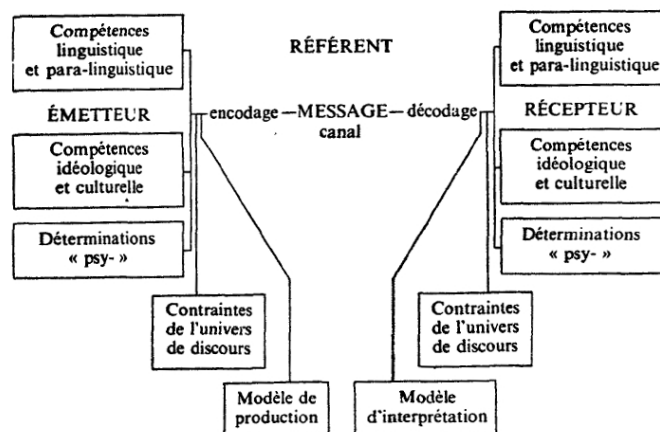 Compétences
linguistique
et para-linguistique
RÉFÉRENT
Compétences
linguistique
et para-linguistique
ÉMETTEUR
encodage —MESSAGE— décodage
canal
RÉCEPTEUR
Compétences
idéologique
et culturelle
Compétences
idéologique
et culturelle
Déterminations
« psy- »
Déterminations
« psy- »
Contraintes
de l'univers
de discours
Contraintes
de l'univers
de discours
Modèle de
production
Modèle
d'interprétation